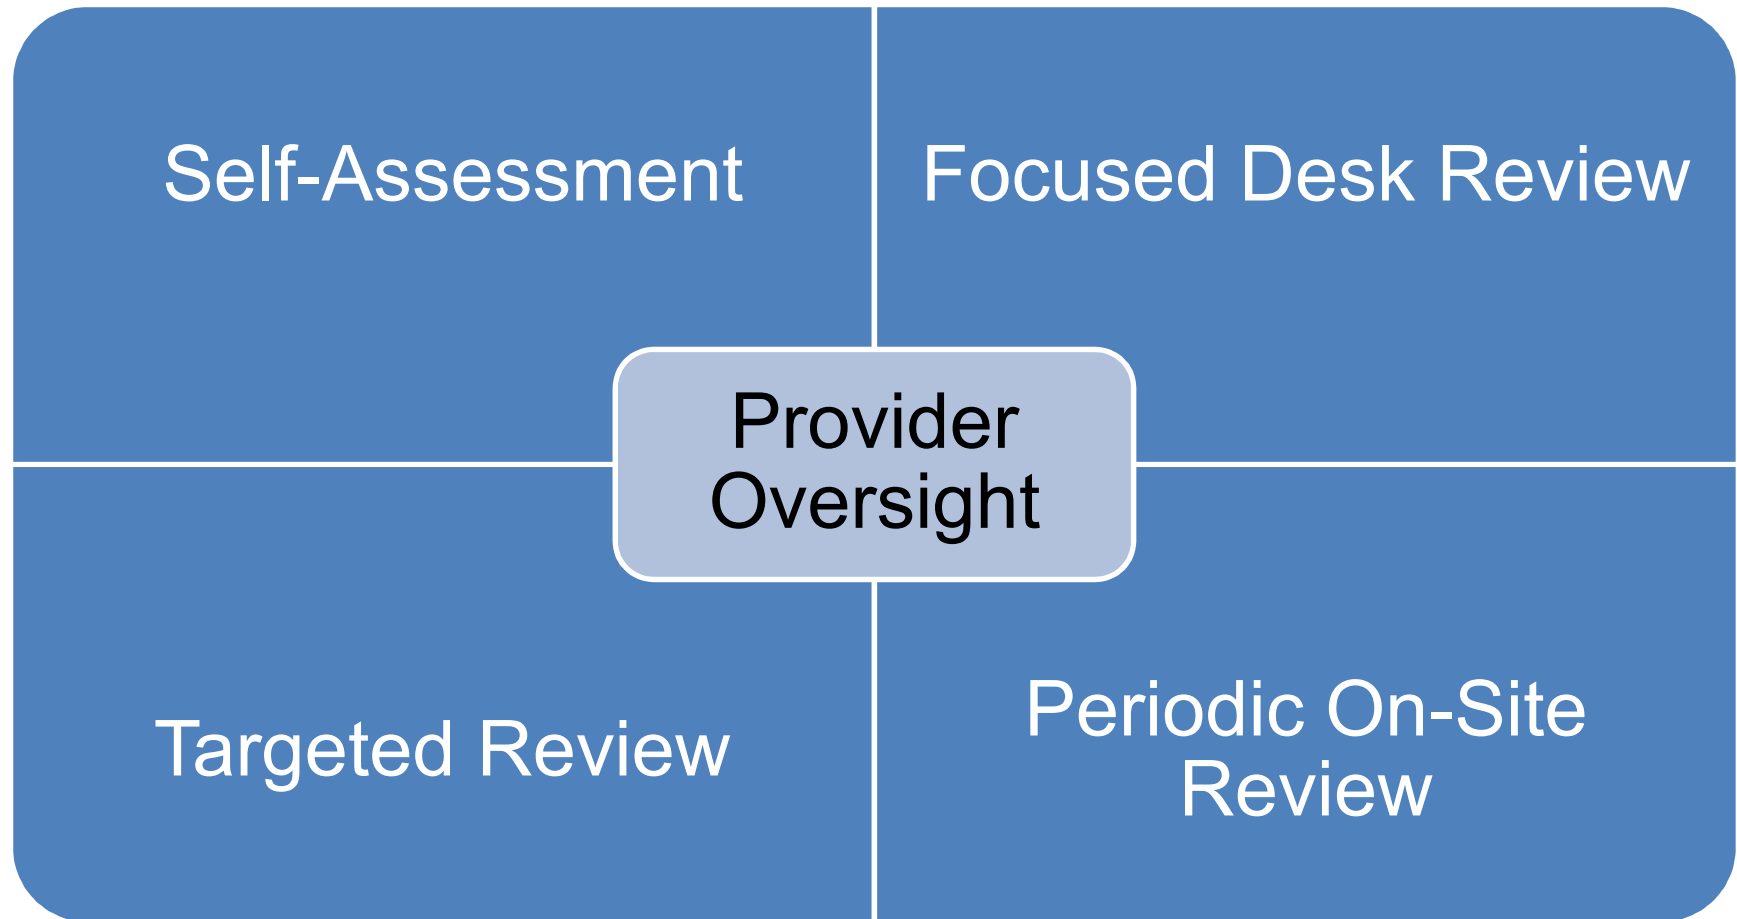 Self-Assessment
Focused Desk Review
Provider
Oversight
Targeted Review
Periodic On-Site
Review